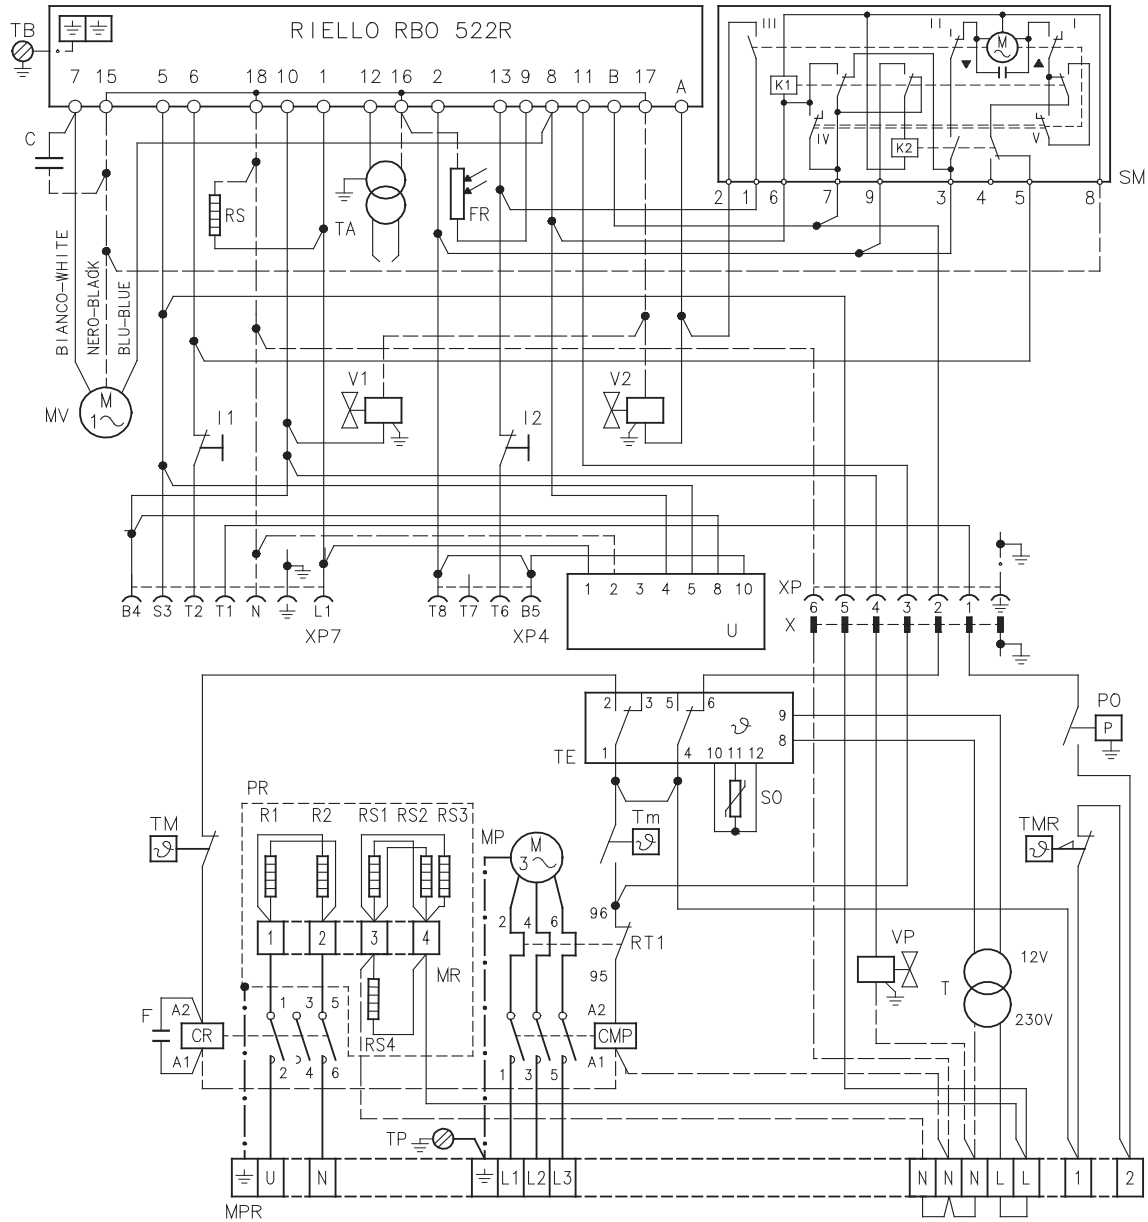 RIELLO RBO 522R
TB
7 15 5 6 18 10 1 12 16 2 13 9 8 11 B 17 A
III II I
M
K1
IV
K2
V
SM
2 1 6 7 9 3 4 5 8
C
RS
TA
FR
BIANCO-WHITE
NERO-BLACK
BLU-BLUE
M
1
MV
I1
V1
I2
V2
B4 S3 T2 T1 N L1
XP7
T8 T7 T6 B5
XP4
1 2 3 4 5 8 10
U
XP
6 5 4 3 2 1
X
2 3 5 6
9
8
1 4 10 11 12
TE
SO
PO
P
PR
R1 R2 RS1 RS2 RS3
TM
MP
M
3
Tm
TMR
1 2 3 4
MR
2 4 6
96
RT1
95
VP
T
12V
230V
F
A2
CR
A1
1 3 5
2 4 6
RS4
A2
CMP
A1
1 3 5
TP
U N L1 L2 L3 N N N L L 1 2
MPR